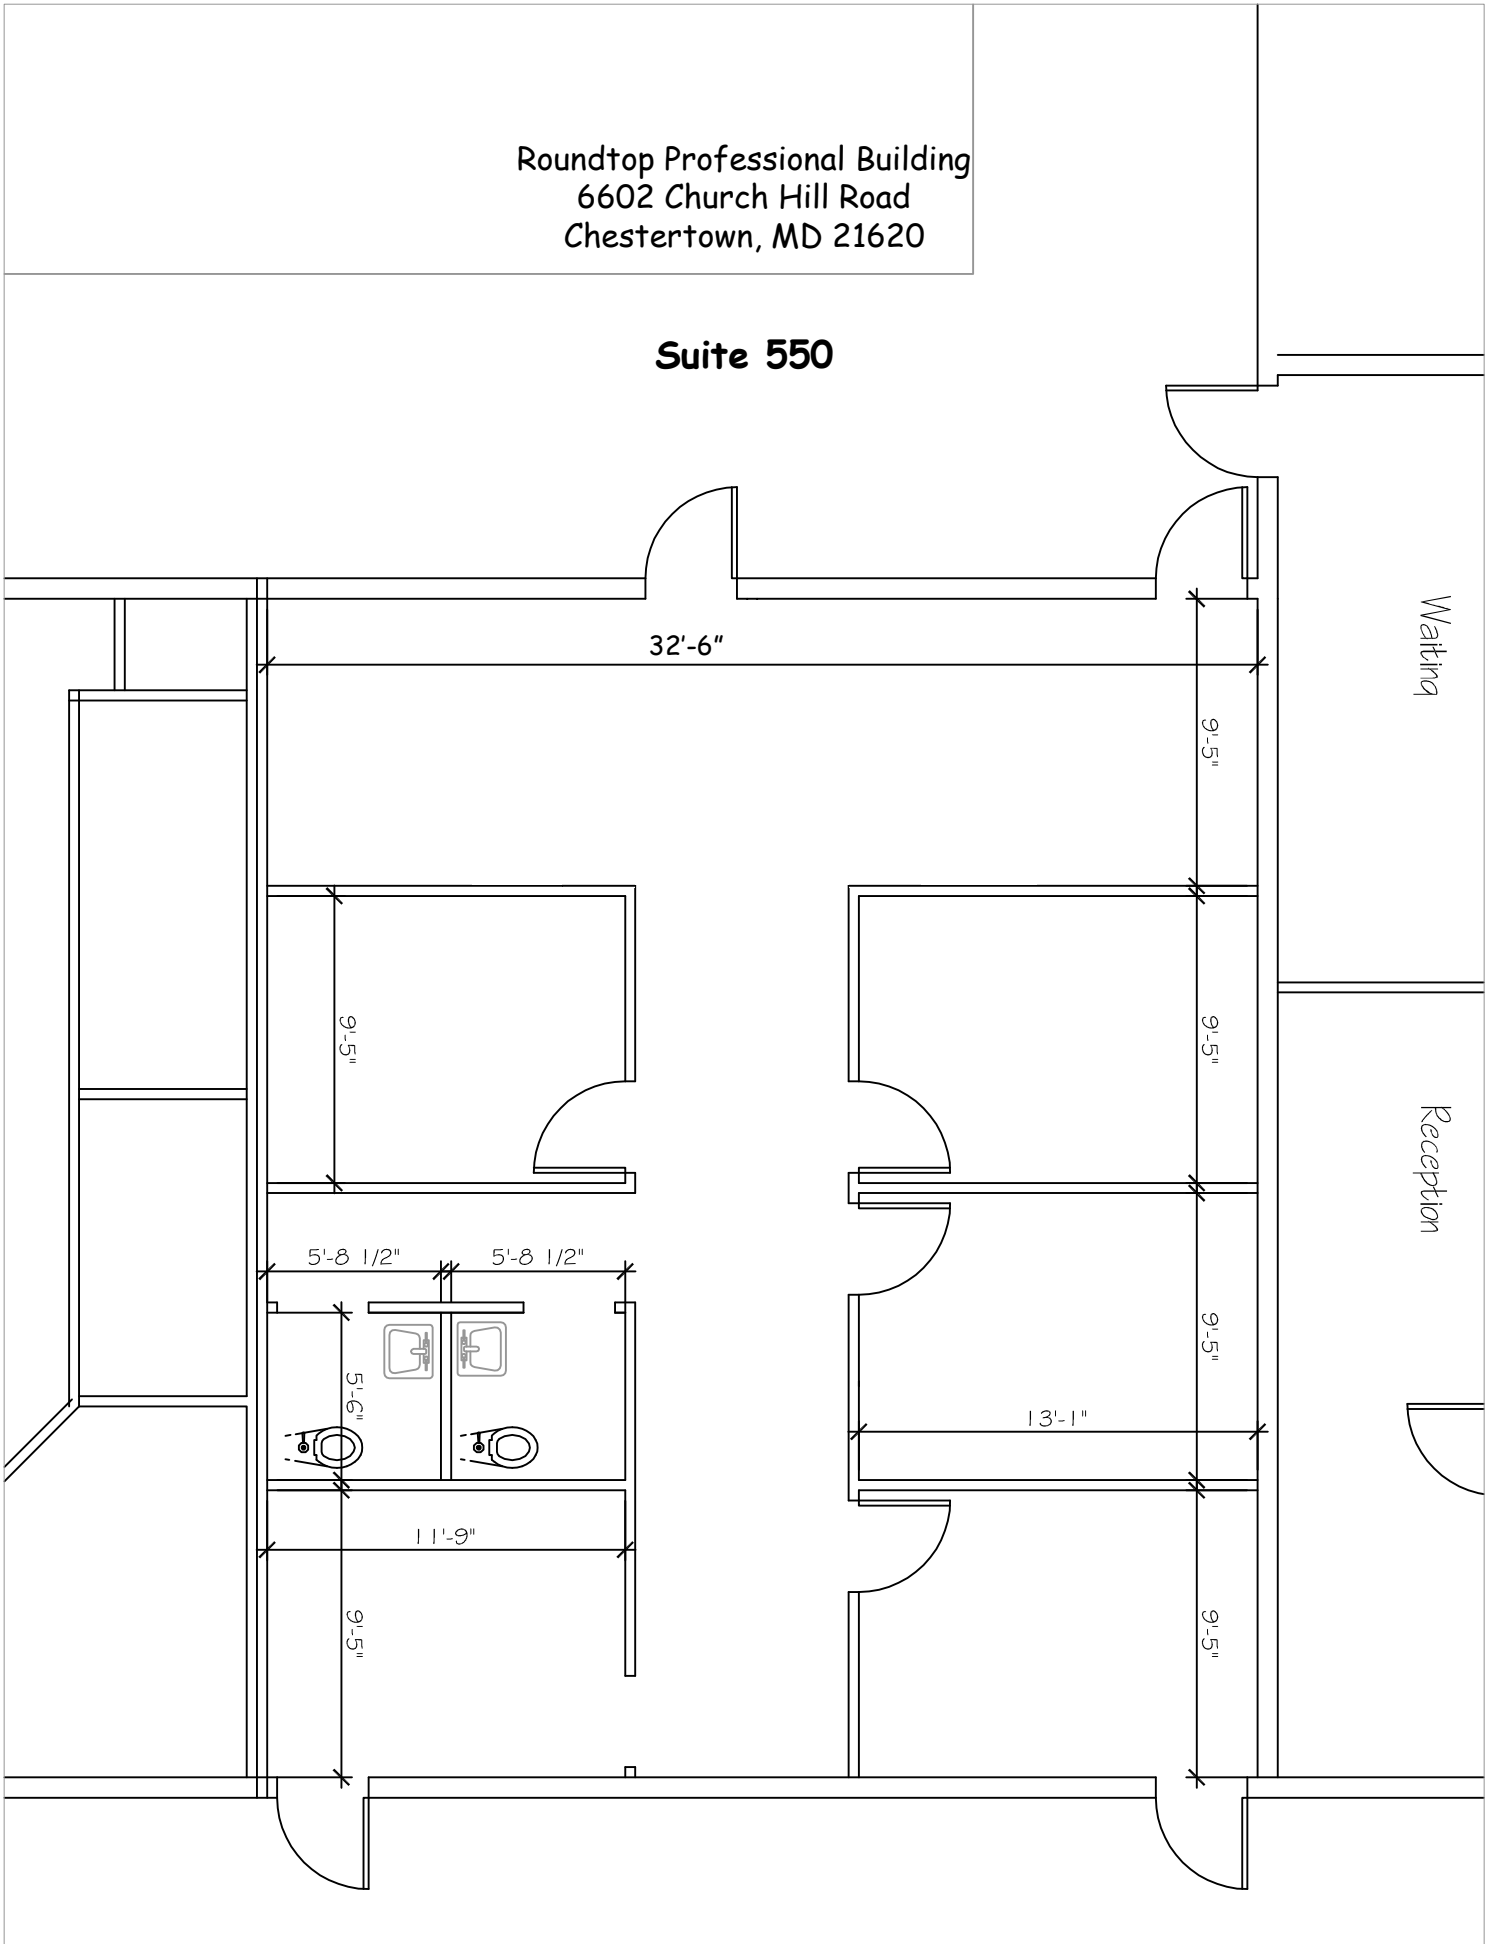 Roundtop Professional Building
6602 Church Hill Road
Chestertown, MD 21620
Suite 550
32'-6"
Waiting
9'-5"
9'-5"
9'-5"
Reception
5'-8 1/2"
5'-8 1/2"
9'-5"
5'-6"
13'-1"
11'-9"
9'-5"
9'-5"